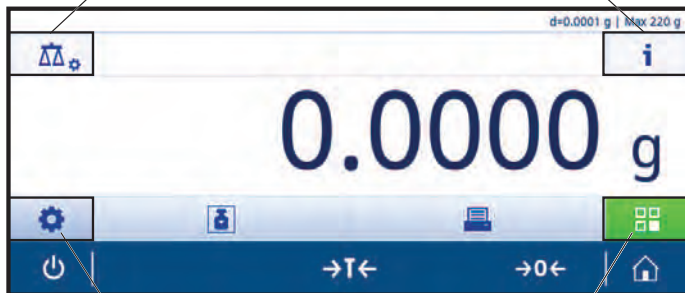 d=0.0001 g | Max 220 g
i
0.0000 g
→T← →0←